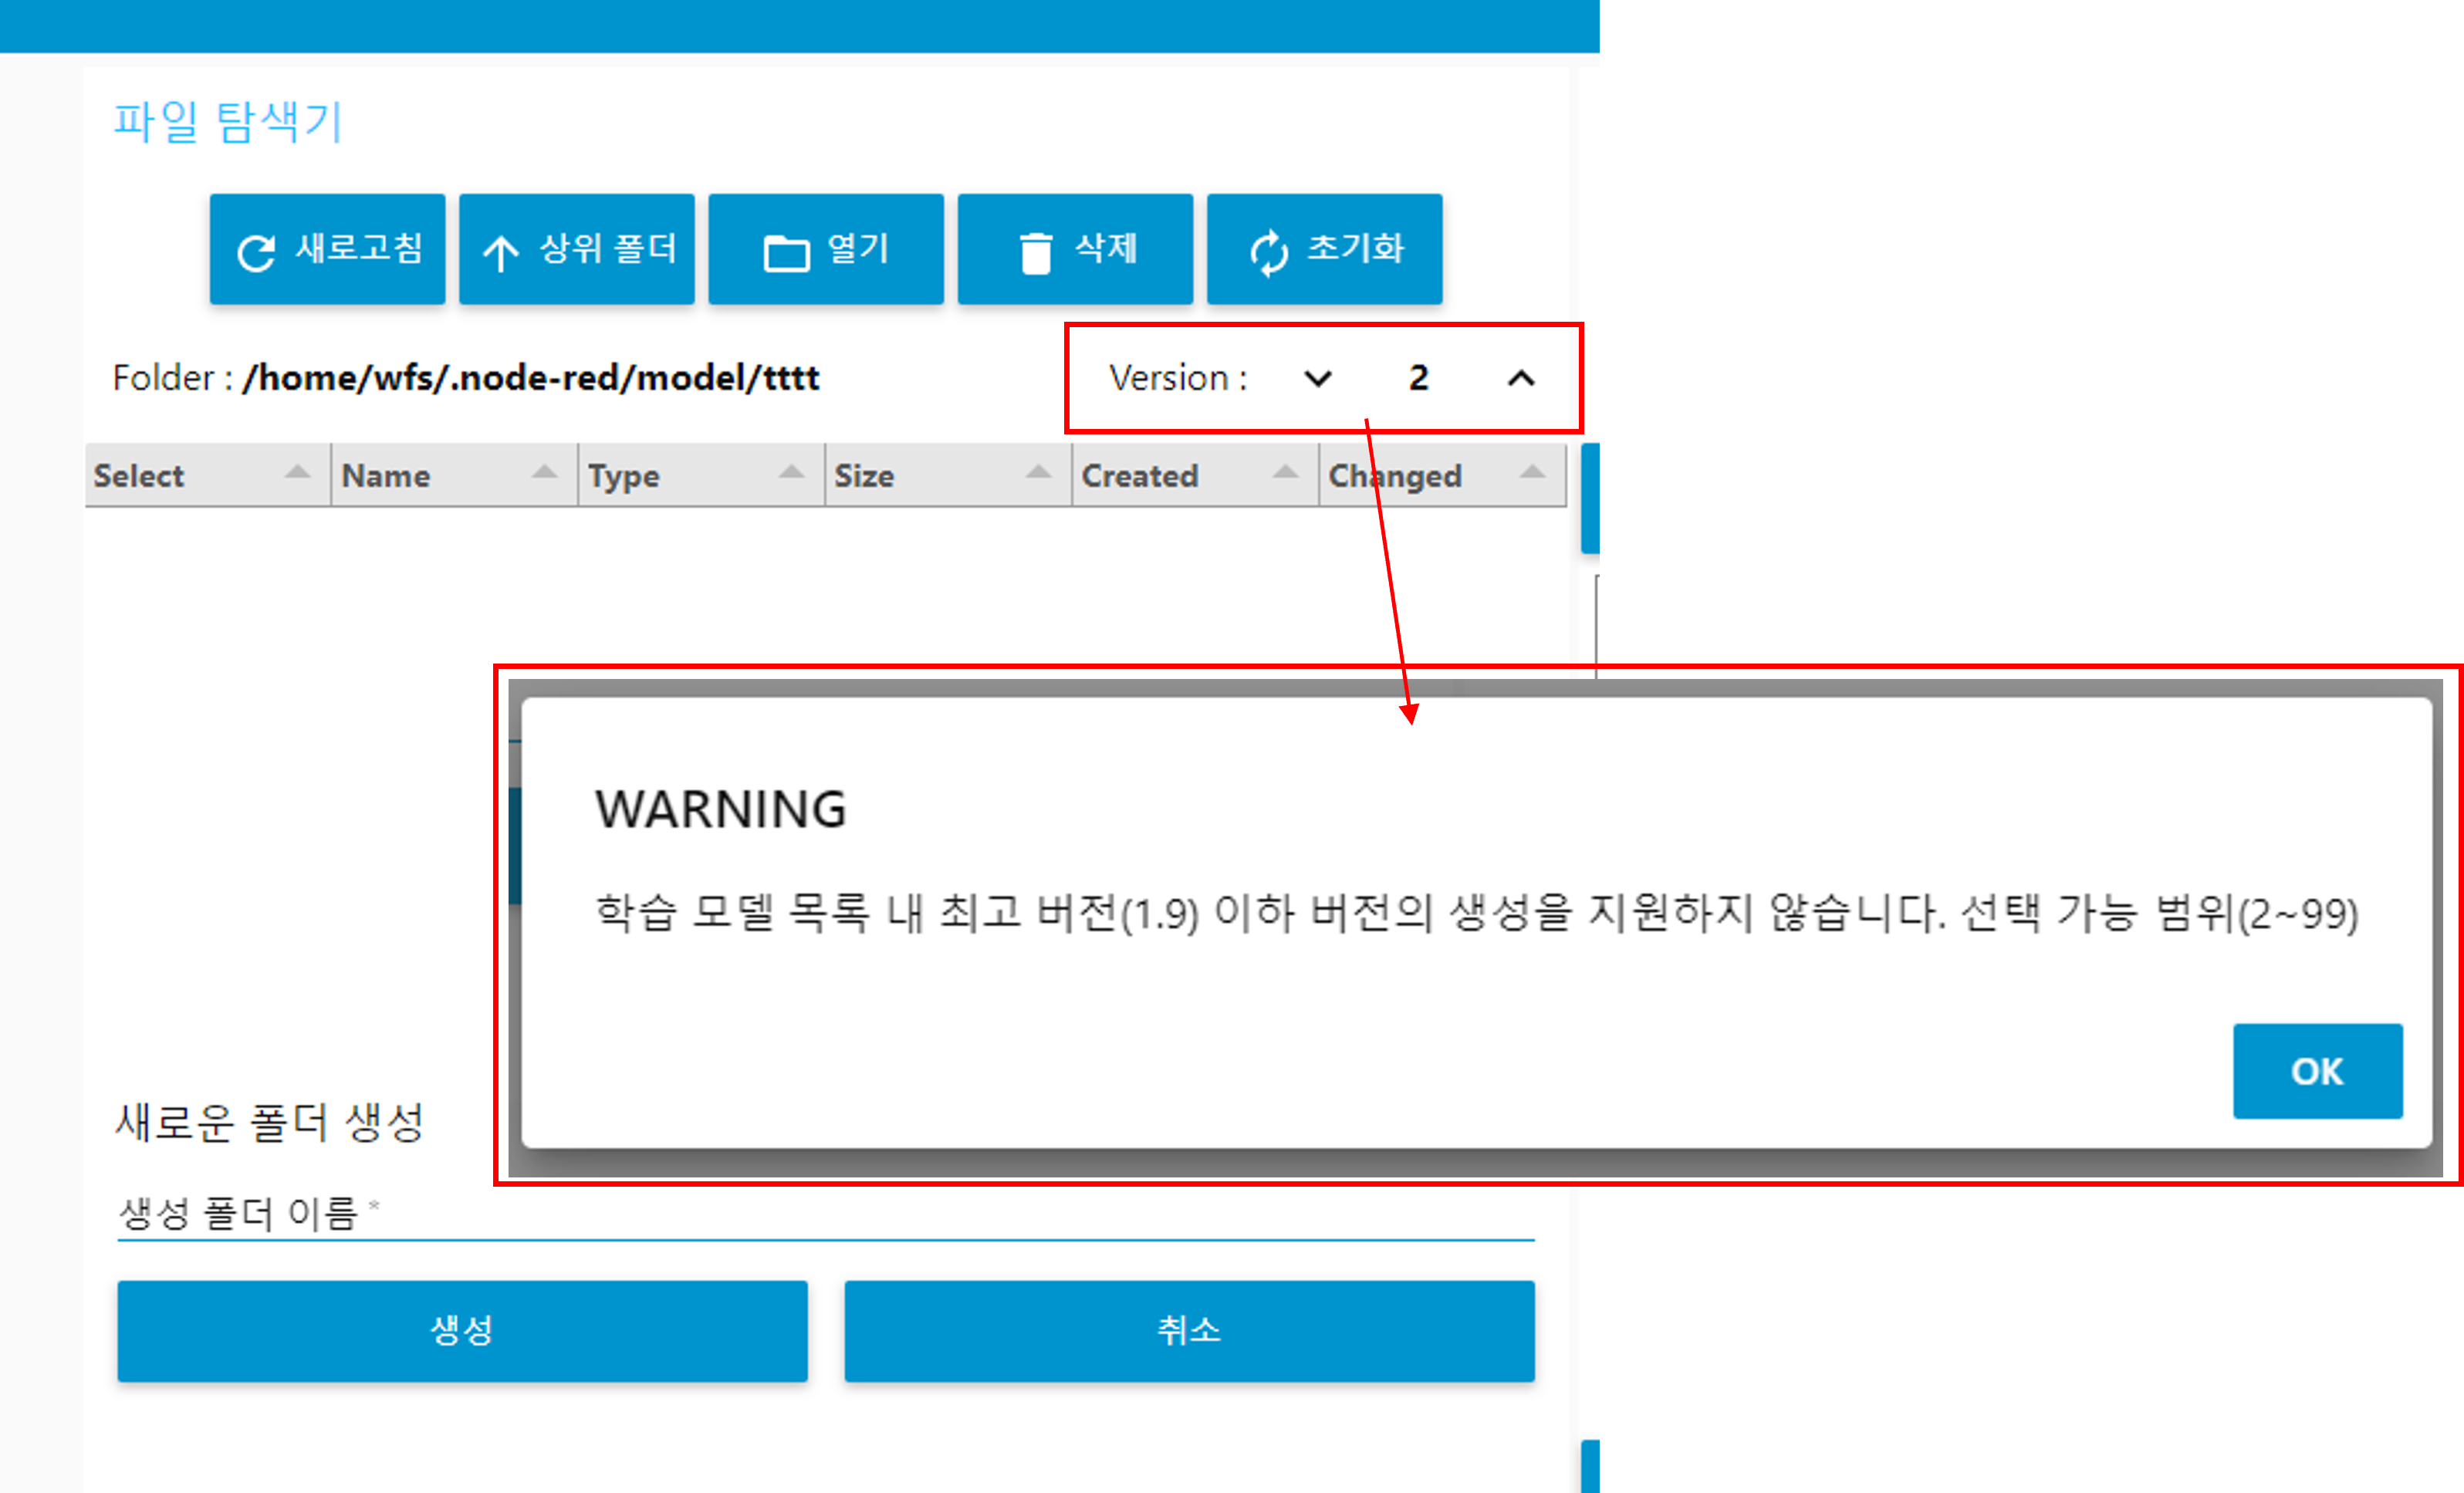 파일 탐색기
새로고침 상위 폴더 열기 삭제 초기화
Folder : /home/wfs/.node-red/model/tttt Version : 2
Select Name Type Size Created Changed
WARNING
학습 모델 목록 내 최고 버전(1.9) 이하 버전의 생성을 지원하지 않습니다. 선택 가능 범위(2~99)
OK
새로운 폴더 생성
생성 폴더 이름 *
생성 취소